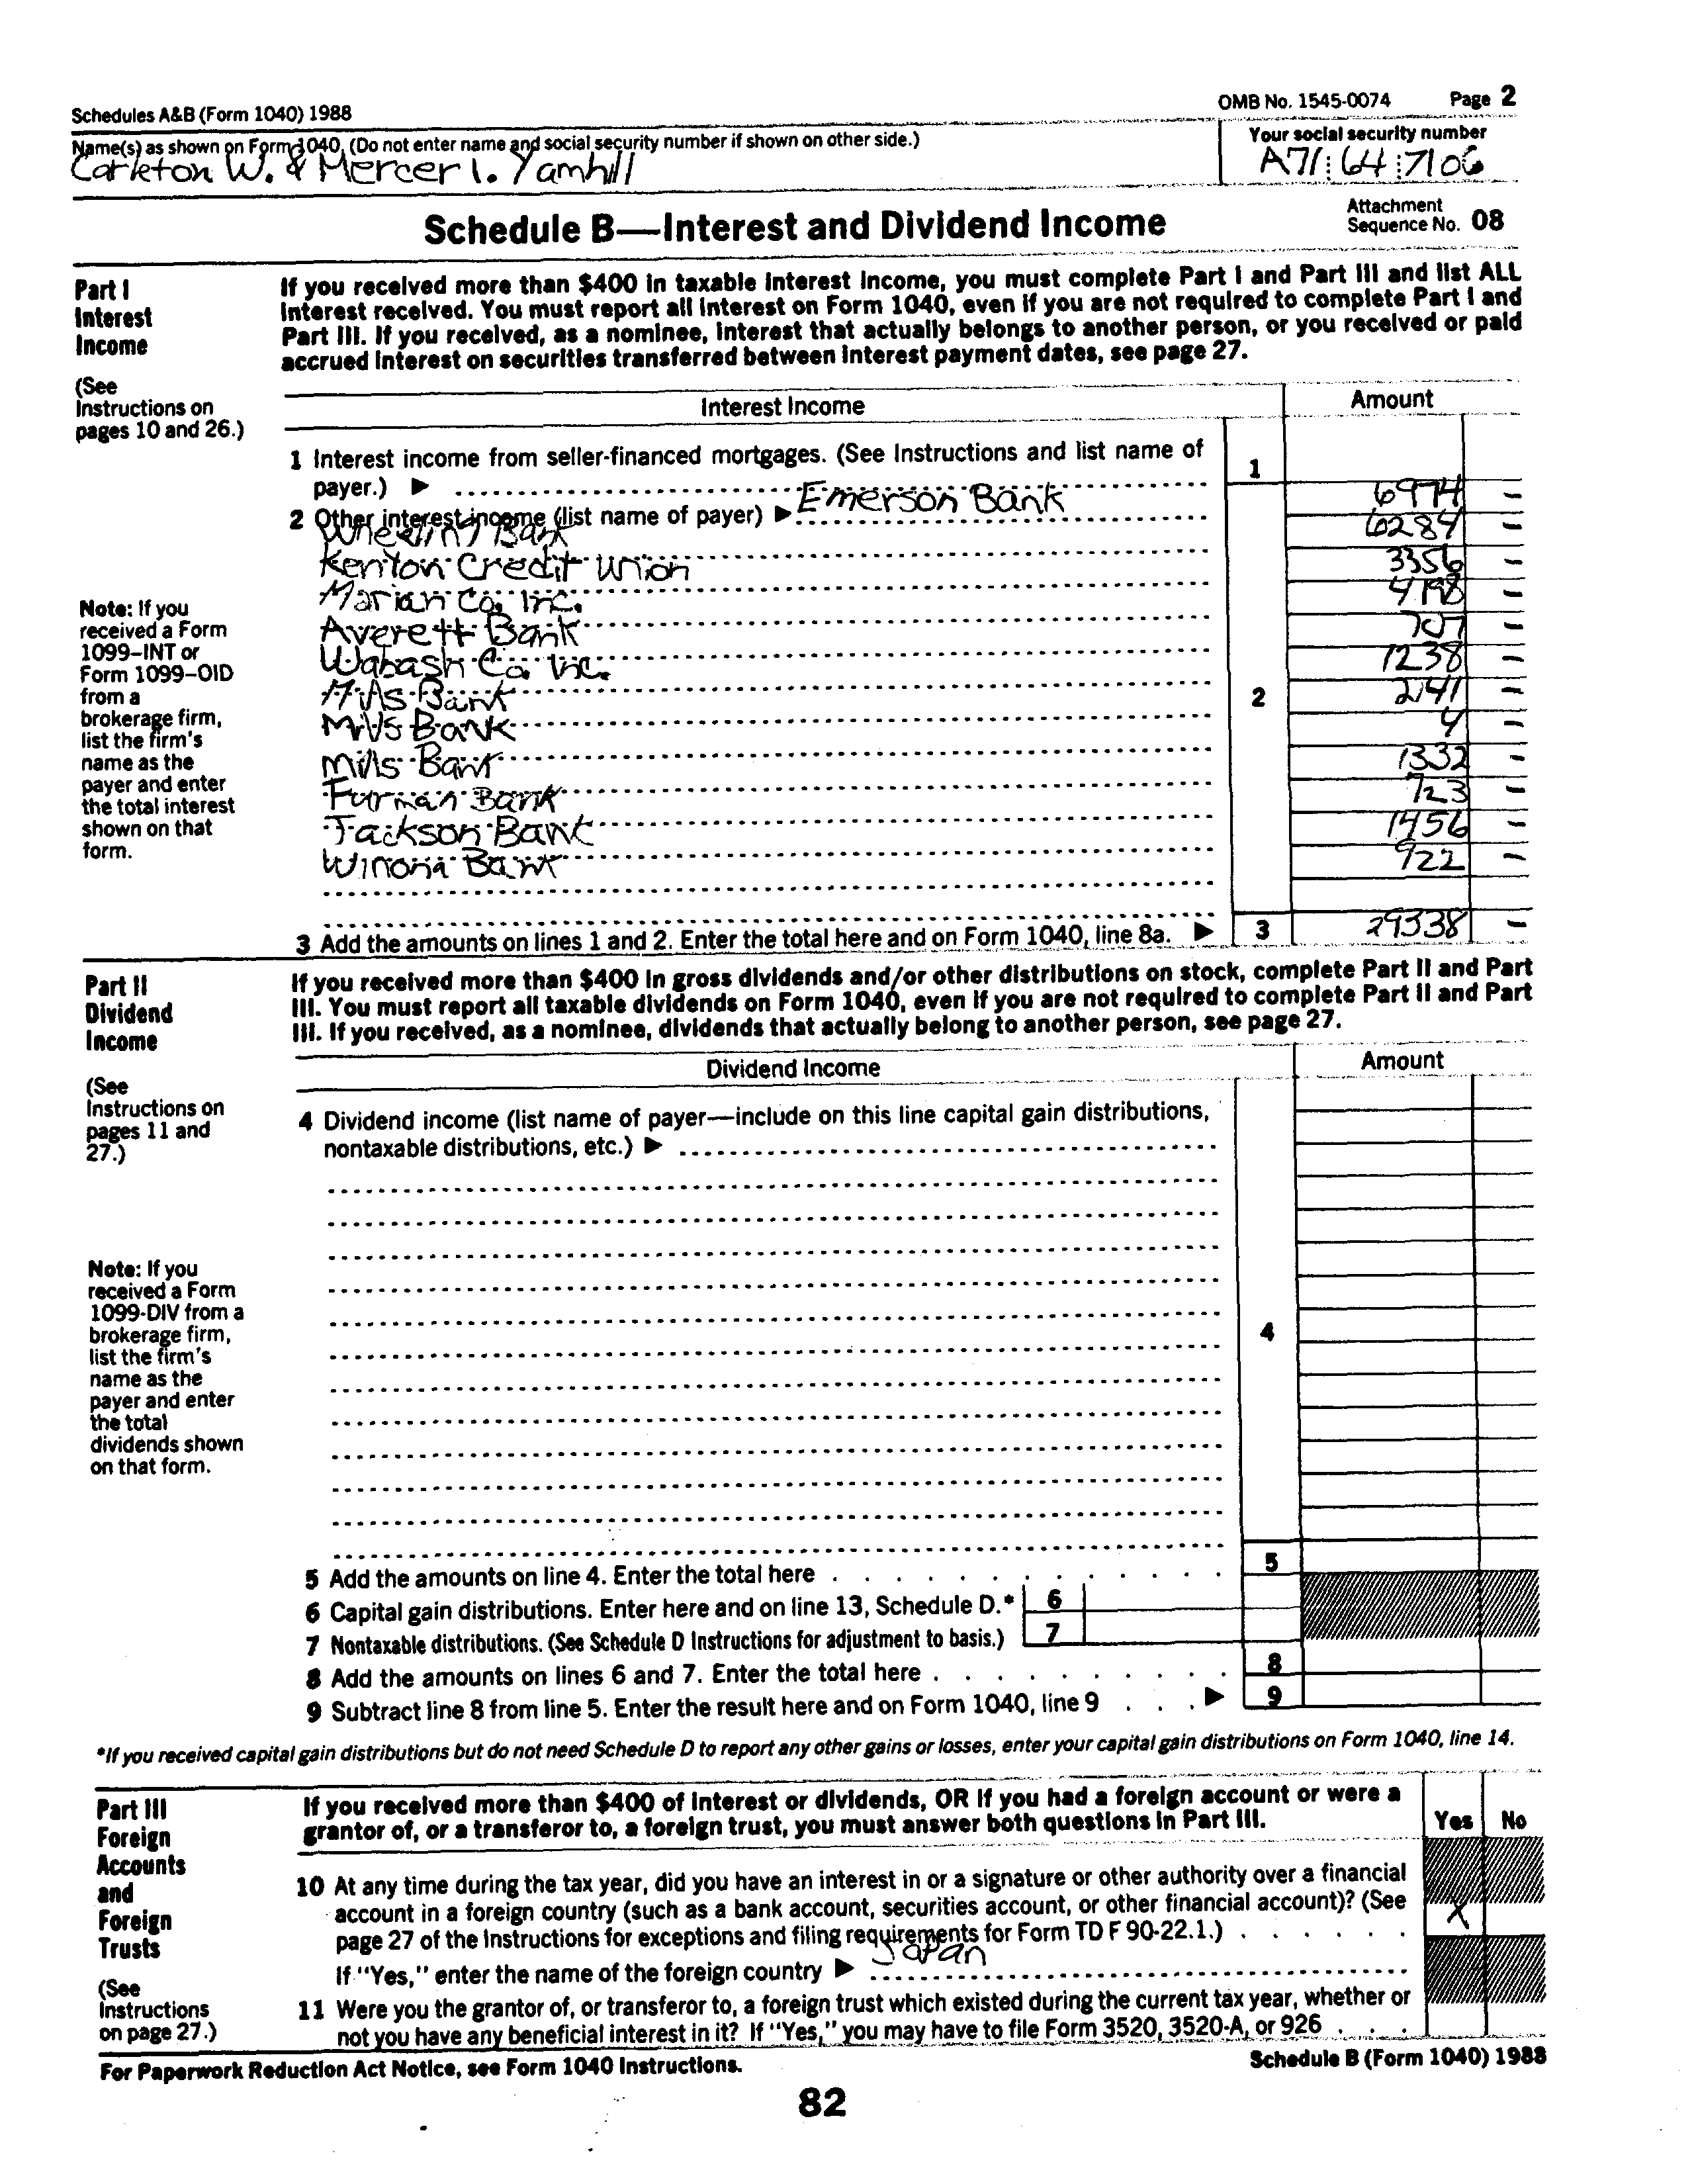 Schedules A&B (Form 1040) 1988 OMB No. 1545-0074 Page 2
Name(s) as shown on Form 1040. (Do not enter name and social security number if shown on other side.) Your social security number
Carleton W. & Mercer I. Yamhill A71 64 7106
Schedule B—Interest and Dividend Income Attachment Sequence No. 08
Part I Interest Income
(See Instructions on pages 10 and 26.)
If you received more than $400 in taxable interest income, you must complete Part I and Part III and list ALL
interest received. You must report all interest on Form 1040, even if you are not required to complete Part I and
Part III. If you received, as a nominee, interest that actually belongs to another person, or you received or paid
accrued interest on securities transferred between interest payment dates, see page 27.
Interest Income Amount
1 Interest income from seller-financed mortgages. (See Instructions and list name of
payer.) ▶ 1
2 Other interest income (list name of payer) ▶ Emerson Bank 6974 –
Wheeling Bank 6284 –
Kenton Credit Union 3356 –
Marian Co. Inc. 4198 –
Averett Bank 707 –
Wabash Co. Inc. 1238 –
Mills Bank 2 2141 –
Mills Bank 4 –
Mills Bank 1332 –
Furman Bank 723 –
Jackson Bank 1456 –
Winona Bank 922 –
Note: If you
received a Form
1099–INT or
Form 1099–OID
from a
brokerage firm,
list the firm's
name as the
payer and enter
the total interest
shown on that
form.
3 Add the amounts on lines 1 and 2. Enter the total here and on Form 1040, line 8a. ▶ 3 29338 –
Part II Dividend Income
(See Instructions on pages 11 and 27.)
If you received more than $400 in gross dividends and/or other distributions on stock, complete Part II and Part
III. You must report all taxable dividends on Form 1040, even if you are not required to complete Part II and Part
III. If you received, as a nominee, dividends that actually belong to another person, see page 27.
Dividend Income Amount
4 Dividend income (list name of payer—include on this line capital gain distributions,
nontaxable distributions, etc.) ▶
Note: If you
received a Form
1099-DIV from a
brokerage firm,
list the firm's
name as the
payer and enter
the total
dividends shown
on that form.
4
5 Add the amounts on line 4. Enter the total here 5
6 Capital gain distributions. Enter here and on line 13, Schedule D.* 6
7 Nontaxable distributions. (See Schedule D Instructions for adjustment to basis.) 7
8 Add the amounts on lines 6 and 7. Enter the total here 8
9 Subtract line 8 from line 5. Enter the result here and on Form 1040, line 9 ▶ 9
*If you received capital gain distributions but do not need Schedule D to report any other gains or losses, enter your capital gain distributions on Form 1040, line 14.
Part III Foreign Accounts and Foreign Trusts
(See Instructions on page 27.)
If you received more than $400 of interest or dividends, OR if you had a foreign account or were a
grantor of, or a transferor to, a foreign trust, you must answer both questions in Part III. Yes No
10 At any time during the tax year, did you have an interest in or a signature or other authority over a financial
account in a foreign country (such as a bank account, securities account, or other financial account)? (See
page 27 of the Instructions for exceptions and filing requirements for Form TD F 90-22.1.) X
If "Yes," enter the name of the foreign country ▶ Japan
11 Were you the grantor of, or transferor to, a foreign trust which existed during the current tax year, whether or
not you have any beneficial interest in it? If "Yes," you may have to file Form 3520, 3520-A, or 926
For Paperwork Reduction Act Notice, see Form 1040 Instructions. Schedule B (Form 1040) 1988
82